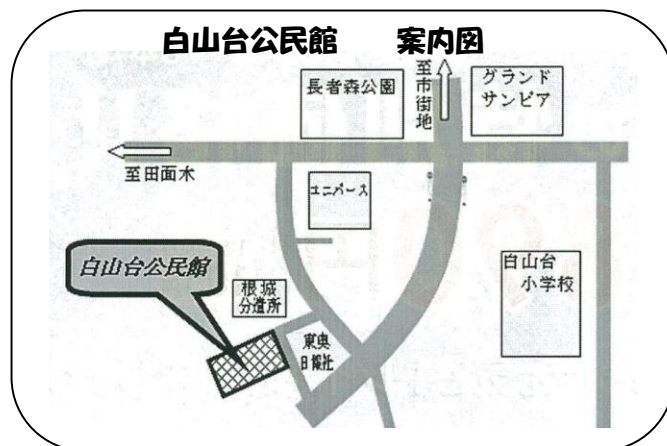 白山台公民館　　案内図
長者森公園
至市街地
グランド
サンピア
至田面木
ユニバース
白山台公民館
根城
分遣所
東奥
日報社
白山台
小学校